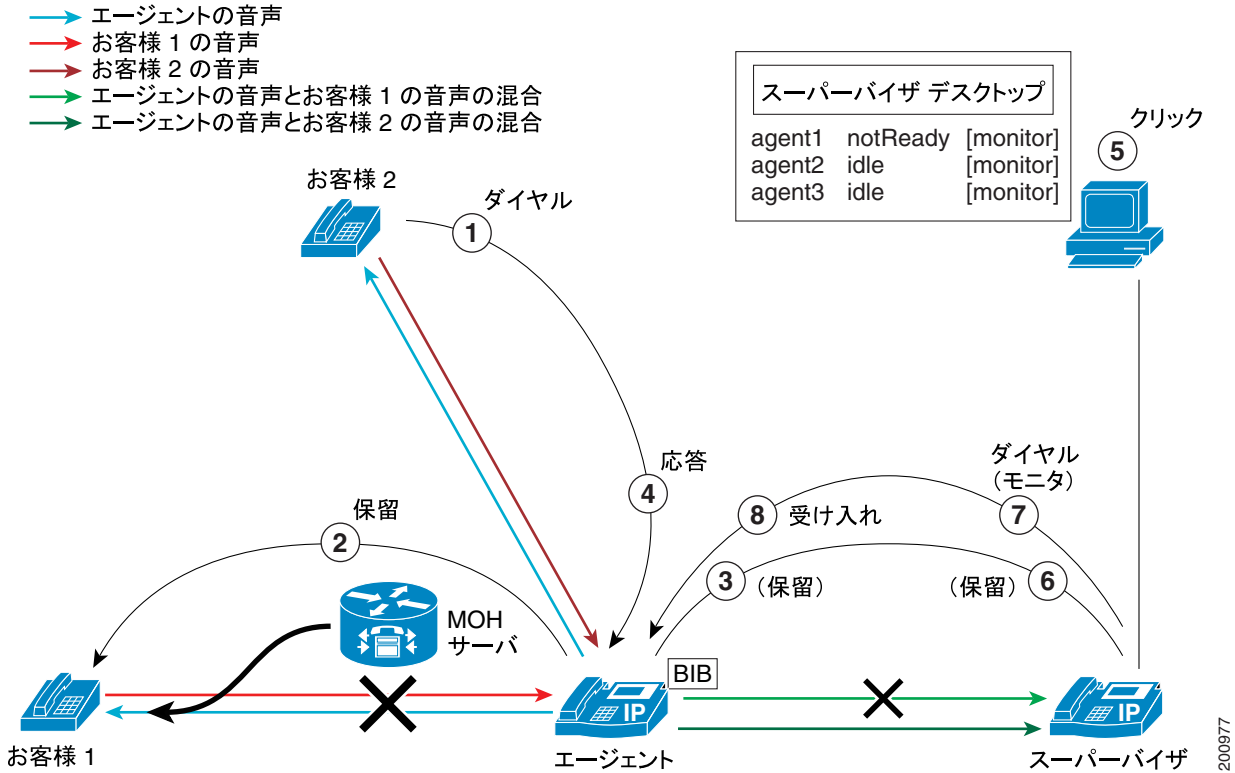 エージェントの音声
お客様 1 の音声
お客様 2 の音声
エージェントの音声とお客様 1 の音声の混合
エージェントの音声とお客様 2 の音声の混合
スーパーバイザ デスクトップ
agent1 notReady [monitor]
agent2 idle [monitor]
agent3 idle [monitor]
クリック
5
お客様 2
ダイヤル
1
応答
4
ダイヤル
(モニタ)
8 受け入れ
7
保留
2
3 (保留)
(保留) 6
MOH
サーバ
BIB
IP
IP
お客様 1
エージェント
スーパーバイザ
200977